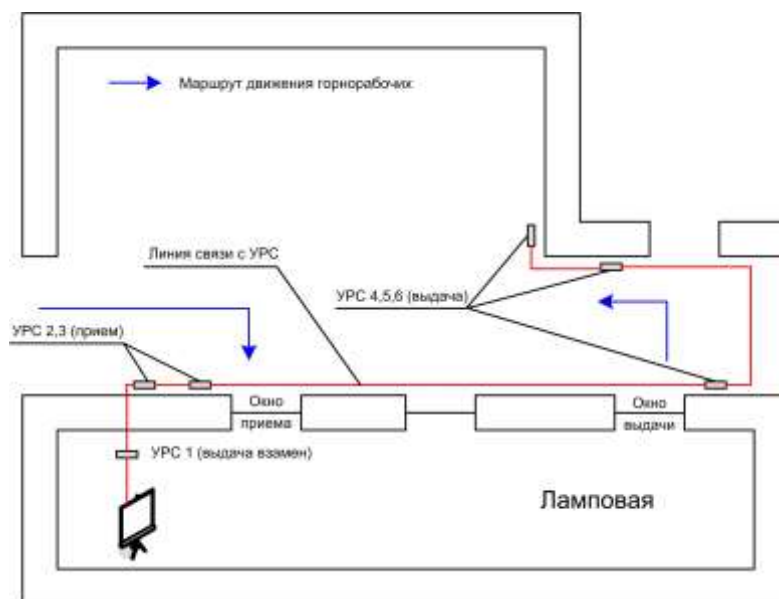 Маршрут движения горнорабочих
Линия связи с УРС
УРС 4,5,6 (выдача)
УРС 2,3 (прием)
Окно
приема
Окно
выдачи
УРС 1 (выдача взамен)
Ламповая